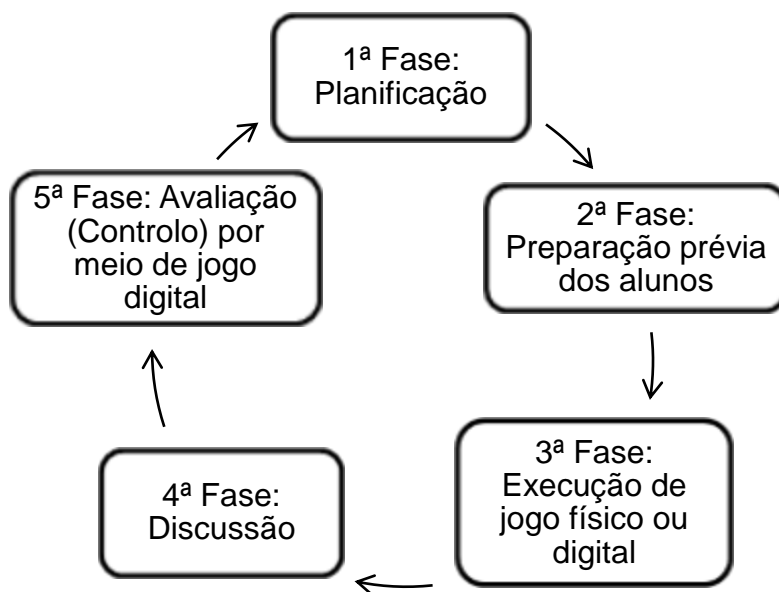 1ª Fase:
Planificação
2ª Fase:
Preparação prévia
dos alunos
3ª Fase:
Execução de
jogo físico ou
digital
4ª Fase:
Discussão
5ª Fase: Avaliação
(Controlo) por
meio de jogo
digital